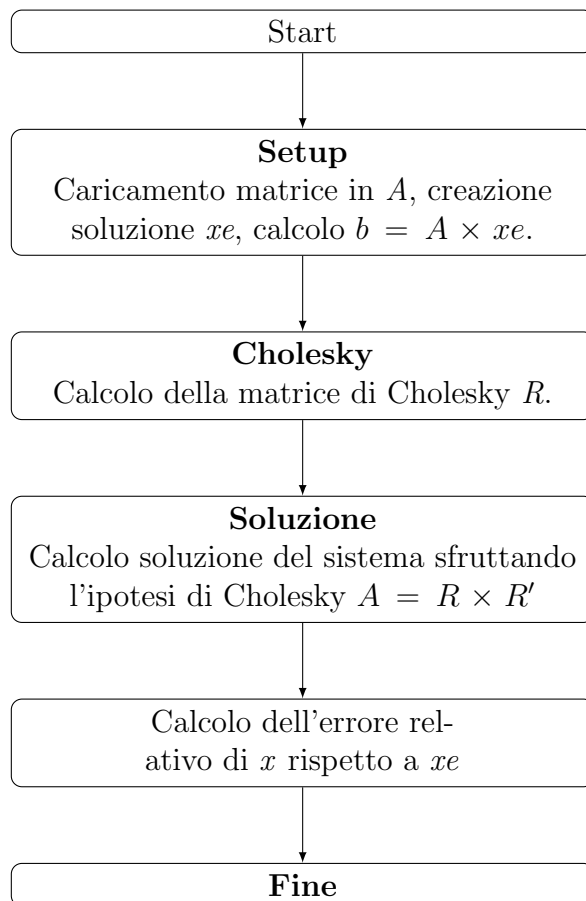 Start
Setup
Caricamento matrice in A, creazione
soluzione xe, calcolo b = A × xe.
Cholesky
Calcolo della matrice di Cholesky R.
Soluzione
Calcolo soluzione del sistema sfruttando
l'ipotesi di Cholesky A = R × R′
Calcolo dell'errore rel-
ativo di x rispetto a xe
Fine